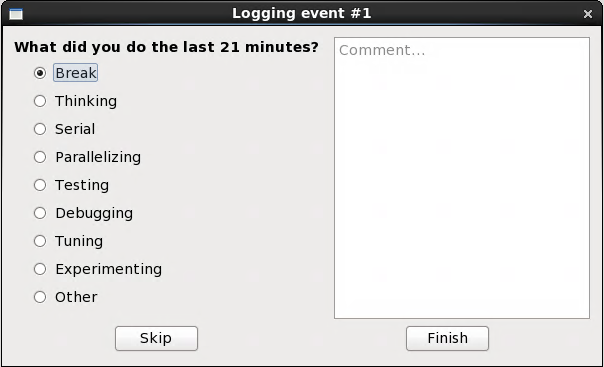 Logging event #1
What did you do the last 21 minutes?
Break
Thinking
Serial
Parallelizing
Testing
Debugging
Tuning
Experimenting
Other
Comment...
Skip
Finish